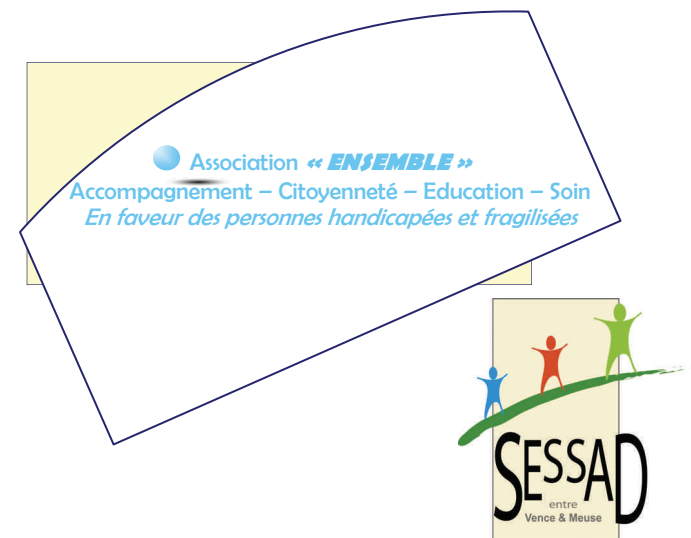 Association « ENSEMBLE »
Accompagnement – Citoyenneté – Education – Soin
En faveur des personnes handicapées et fragilisées
SESSAD
entre
Vence & Meuse